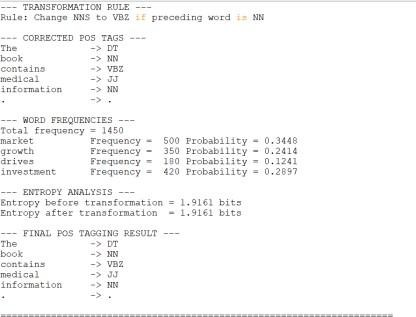 --- TRANSFORMATION RULE ---
Rule: Change NNS to VBZ if preceding word is NN
--- CORRECTED POS TAGS ---
The -> DT
book -> NN
contains -> VBZ
medical -> JJ
information -> NN
. -> .
--- WORD FREQUENCIES ---
Total frequency = 1450
market Frequency = 500 Probability = 0.3448
growth Frequency = 350 Probability = 0.2414
drives Frequency = 180 Probability = 0.1241
investment Frequency = 420 Probability = 0.2897
--- ENTROPY ANALYSIS ---
Entropy before transformation = 1.9161 bits
Entropy after transformation = 1.9161 bits
--- FINAL POS TAGGING RESULT ---
The -> DT
book -> NN
contains -> VBZ
medical -> JJ
information -> NN
. -> .
======================================================================